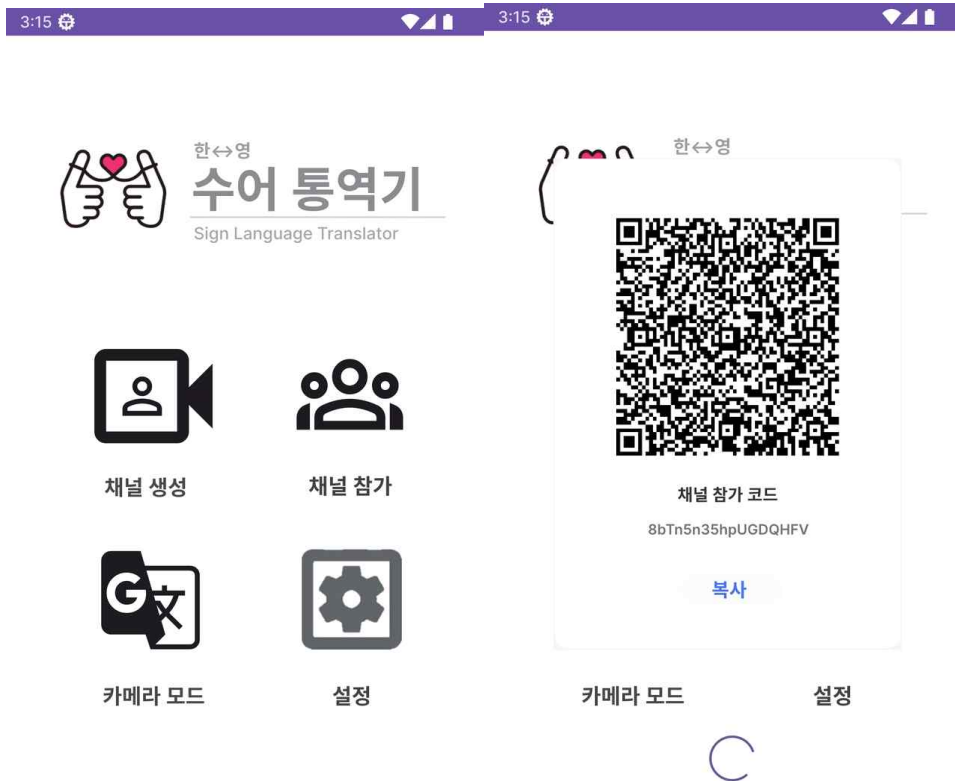 3:15
한↔영
수어 통역기
Sign Language Translator
채널 생성
채널 참가
G 文
카메라 모드
설정
3:15
한↔영
채널 참가 코드
8bTn5n35hpUGDQHFV
복사
카메라 모드
설정